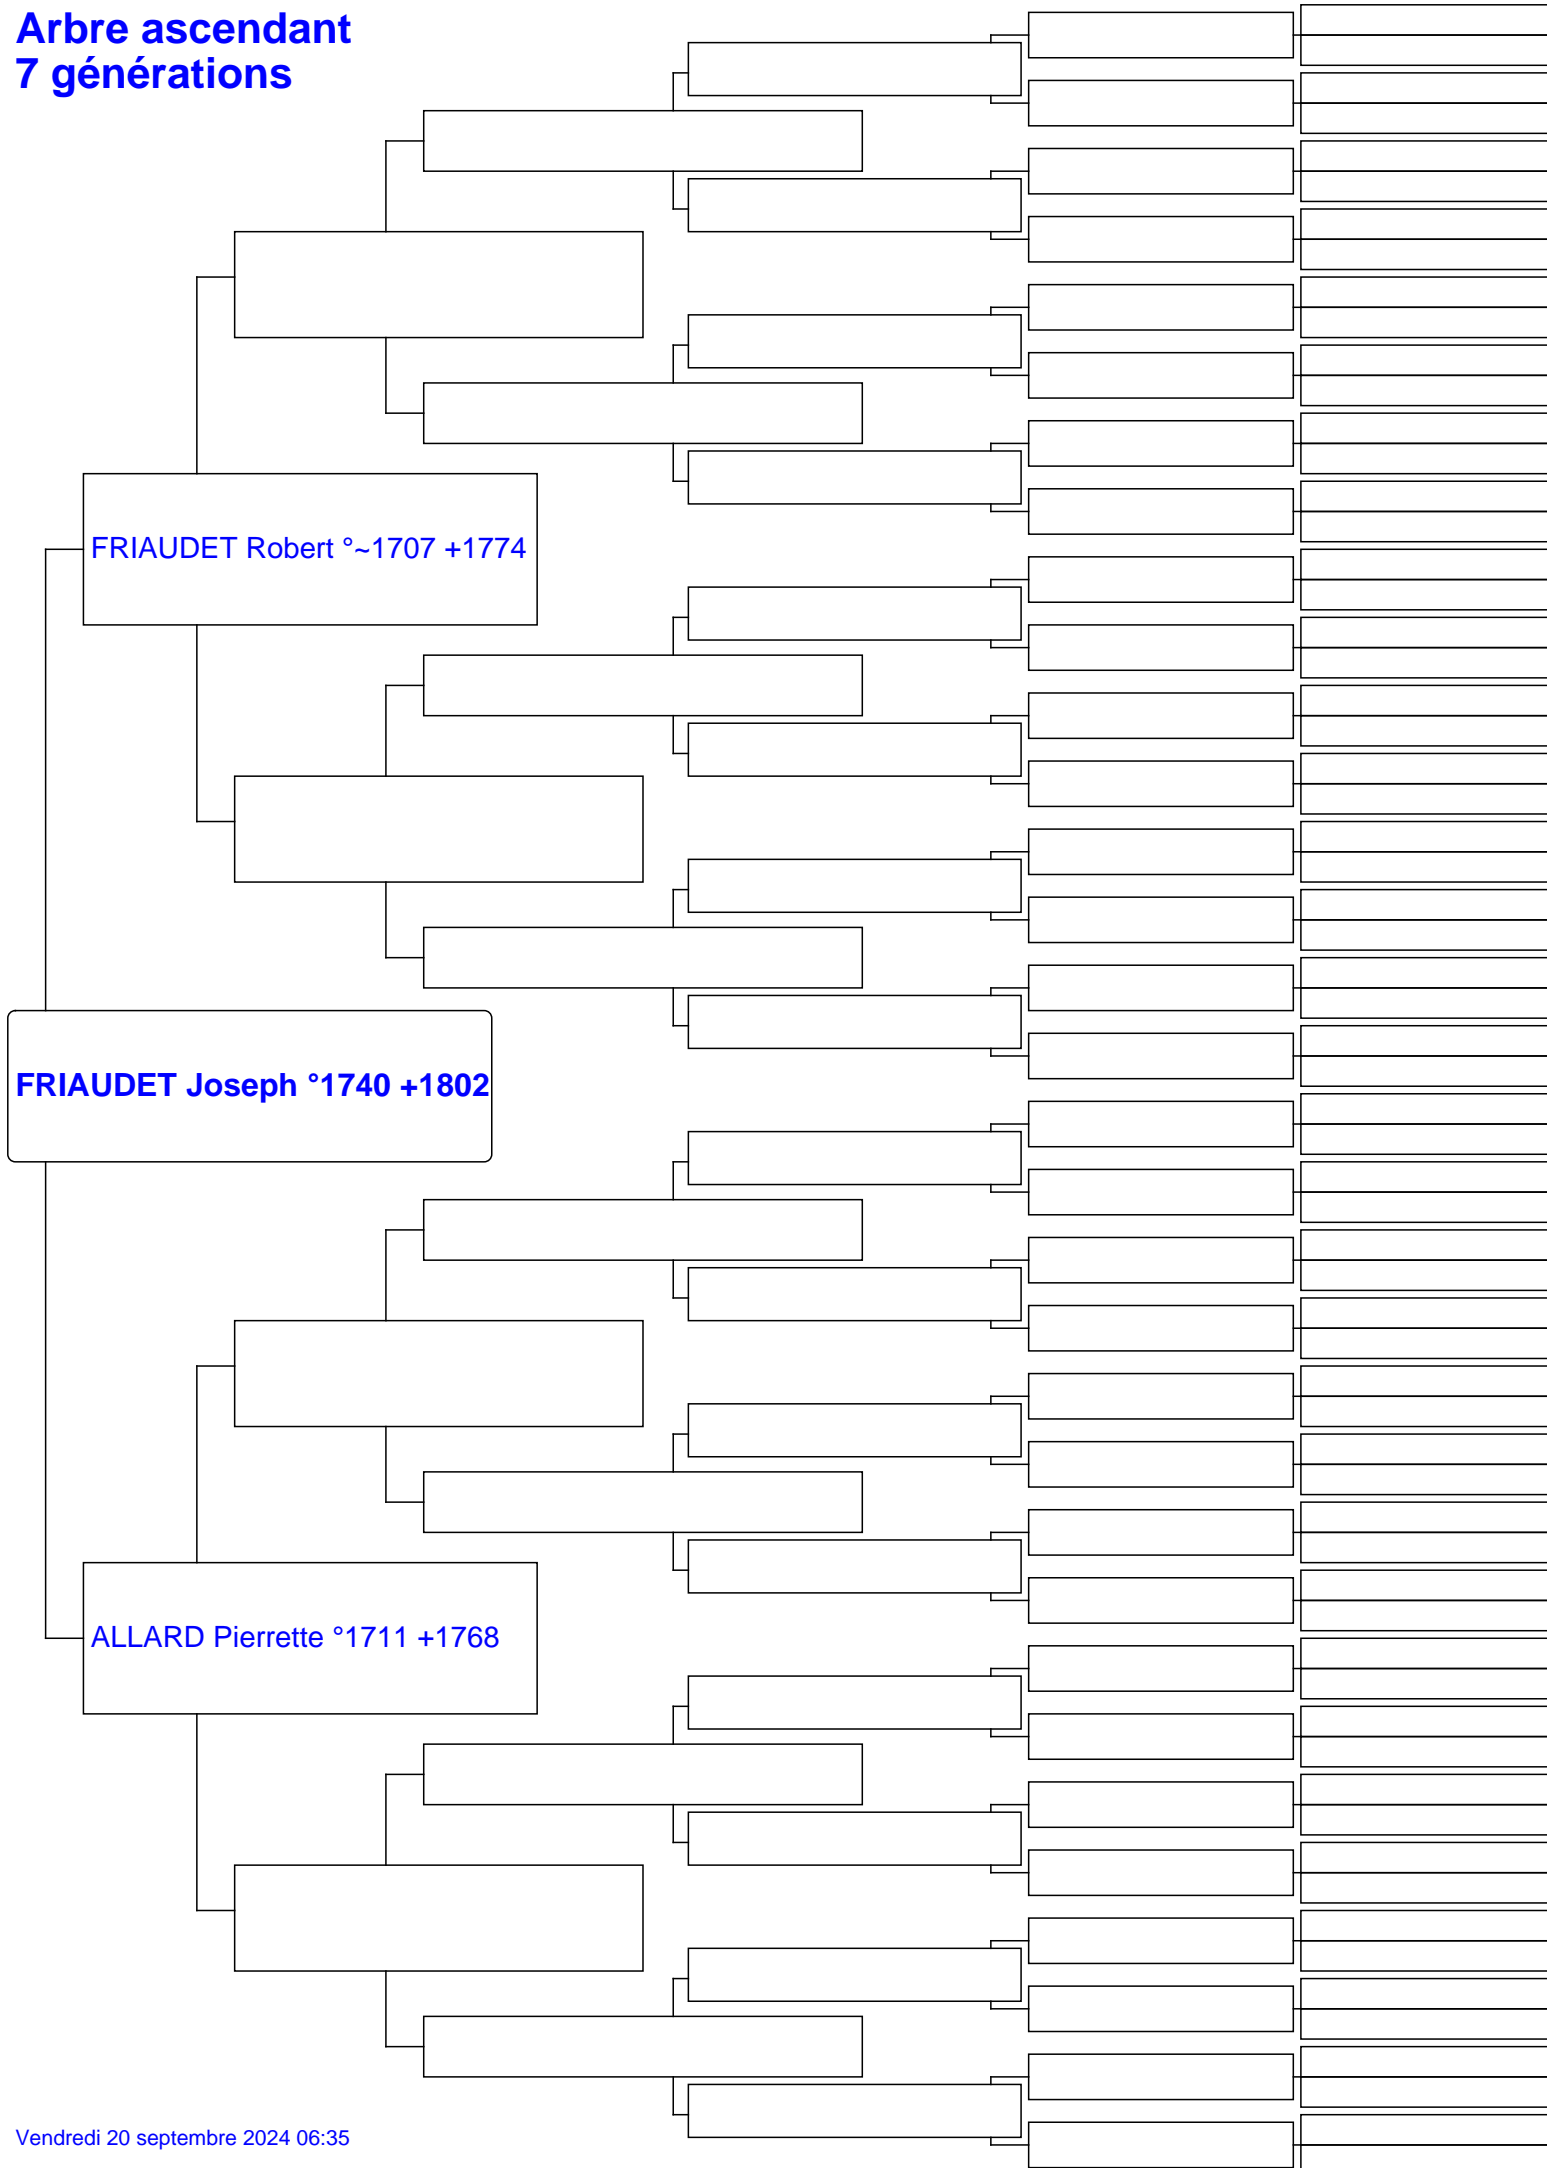 Arbre ascendant
7 générations
FRIAUDET Robert °~1707 +1774
FRIAUDET Joseph °1740 +1802
ALLARD Pierrette °1711 +1768
Vendredi 20 septembre 2024 06:35